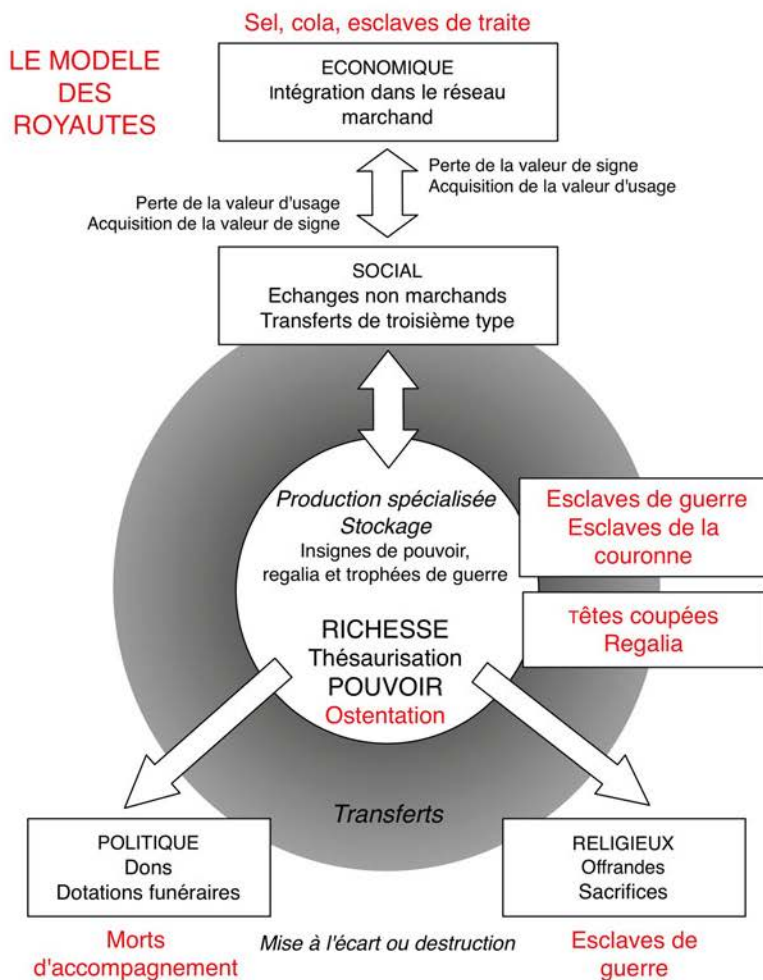 Sel, cola, esclaves de traite
LE MODELE
DES
ROYAUTES
ECONOMIQUE
Intégration dans le réseau
marchand
Perte de la valeur de signe
Acquisition de la valeur d'usage
Perte de la valeur d'usage
Acquisition de la valeur de signe
SOCIAL
Echanges non marchands
Transferts de troisième type
Production spécialisée
Stockage
Insignes de pouvoir,
regalia et trophées de guerre
Esclaves de guerre
Esclaves de la
couronne
Têtes coupées
Regalia
RICHESSE
Thésaurisation
POUVOIR
Ostentation
Transferts
POLITIQUE
Dons
Dotations funéraires
RELIGIEUX
Offrandes
Sacrifices
Morts
d'accompagnement
Mise à l'écart ou destruction
Esclaves de
guerre